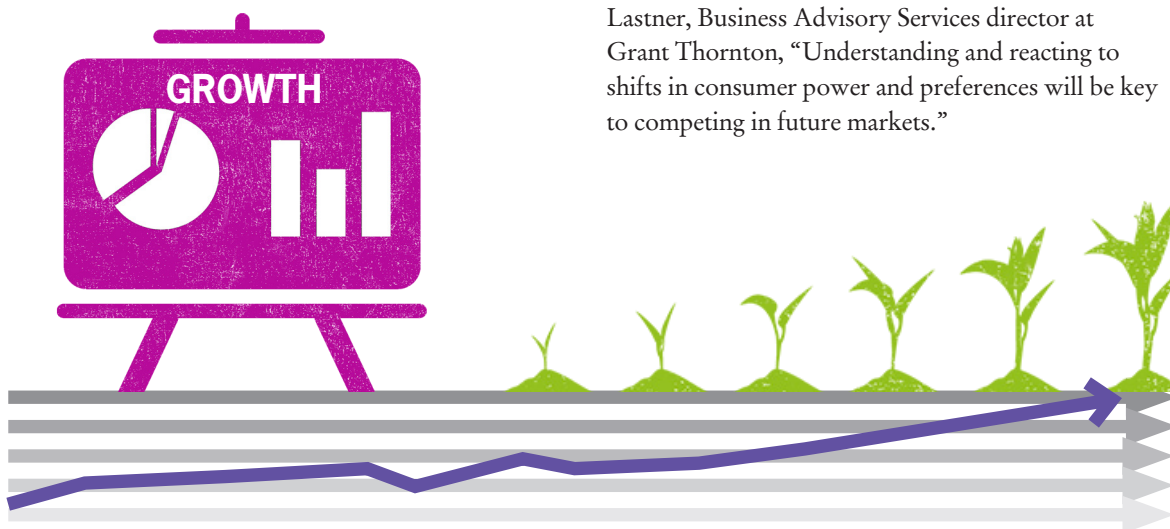 Lastner, Business Advisory Services director at
Grant Thornton, “Understanding and reacting to
shifts in consumer power and preferences will be key
to competing in future markets.”
GROWTH